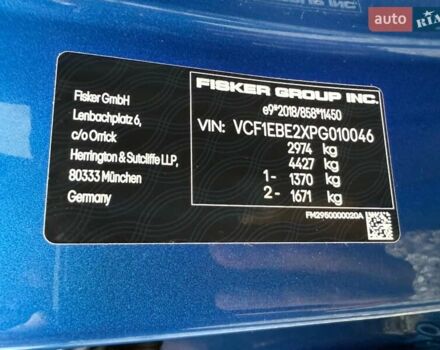 auto RIA
FISKER GROUP INC.
Fisker GmbH
Lenbachplatz 6,
c/o Orrick
Herrington & Sutcliffe LLP,
80333 München
Germany
e9*2018/858*11450
VIN: VCF1EBE2XPG010046
2974 kg
4427 kg
1- 1370 kg
2- 1671 kg
FM29S0000020A